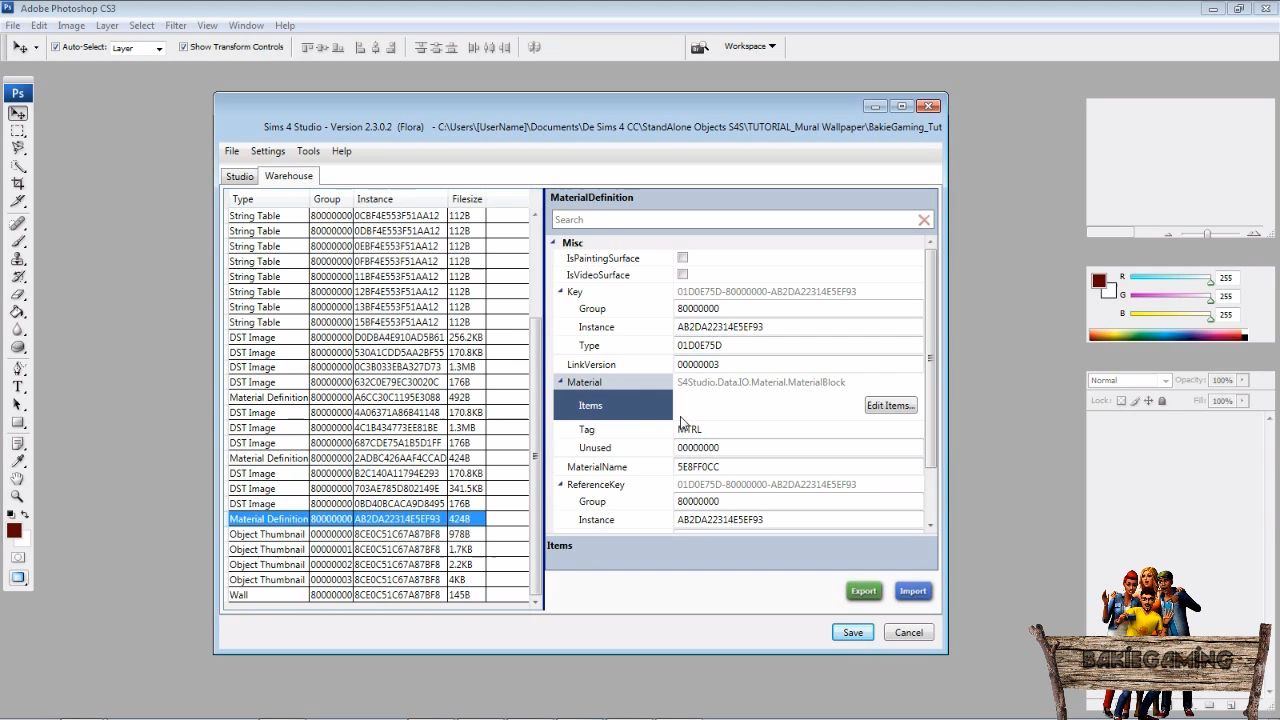 Ps Adobe Photoshop CS3
File Edit Image Layer Select Filter View Window Help
Auto-Select: Layer Show Transform Controls Workspace
Ps
Sims 4 Studio - Version 2.3.0.2 (Flora) - C:\Users\[UserName]\Documents\De Sims 4 CC\StandAlone Objects S4S\TUTORIAL_Mural Wallpaper\BakieGaming_Tut
File Settings Tools Help
Studio Warehouse
Type Group Instance Filesize
String Table 80000000 0CBF4E553F51AA12 112B
String Table 80000000 0DBF4E553F51AA12 112B
String Table 80000000 0EBF4E553F51AA12 112B
String Table 80000000 0FBF4E553F51AA12 112B
String Table 80000000 11BF4E553F51AA12 112B
String Table 80000000 12BF4E553F51AA12 112B
String Table 80000000 13BF4E553F51AA12 112B
String Table 80000000 15BF4E553F51AA12 112B
DST Image 80000000 D0DBA4E910AD5B61 256.2KB
DST Image 80000000 530A1CDD5AA2BF55 170.8KB
DST Image 80000000 0C3B033EBA327D73 1.3MB
DST Image 80000000 632C0E79EC30020C 176B
Material Definition 80000000 A6CC30C1195E3088 492B
DST Image 80000000 4A06371A86B41148 170.8KB
DST Image 80000000 4C1B434773EE81BE 1.3MB
DST Image 80000000 687CDE75A1B5D1FF 176B
Material Definition 80000000 2ADBC426AAF4CCAD 424B
DST Image 80000000 B2C140A11794E293 170.8KB
DST Image 80000000 703AE785D802149E 341.5KB
DST Image 80000000 0BD40BCACA9D8495 176B
Material Definition 80000000 AB2DA22314E5EF93 424B
Object Thumbnail 00000000 8CE0C51C67A87BF8 978B
Object Thumbnail 00000001 8CE0C51C67A87BF8 1.7KB
Object Thumbnail 00000002 8CE0C51C67A87BF8 2.2KB
Object Thumbnail 00000003 8CE0C51C67A87BF8 4KB
Wall 80000000 8CE0C51C67A87BF8 145B
MaterialDefinition
Search
Misc
IsPaintingSurface
IsVideoSurface
Key 01D0E75D-80000000-AB2DA22314E5EF93
Group 80000000
Instance AB2DA22314E5EF93
Type 01D0E75D
LinkVersion 00000003
Material S4Studio.Data.IO.Material.MaterialBlock
Items Edit Items...
Tag MTRL
Unused 00000000
MaterialName 5E8FF0CC
ReferenceKey 01D0E75D-80000000-AB2DA22314E5EF93
Group 80000000
Instance AB2DA22314E5EF93
Items
Export Import
Save Cancel
R 255
G 255
B 255
Normal Opacity: 100%
Lock: Fill: 100%
BAKIEGAMING